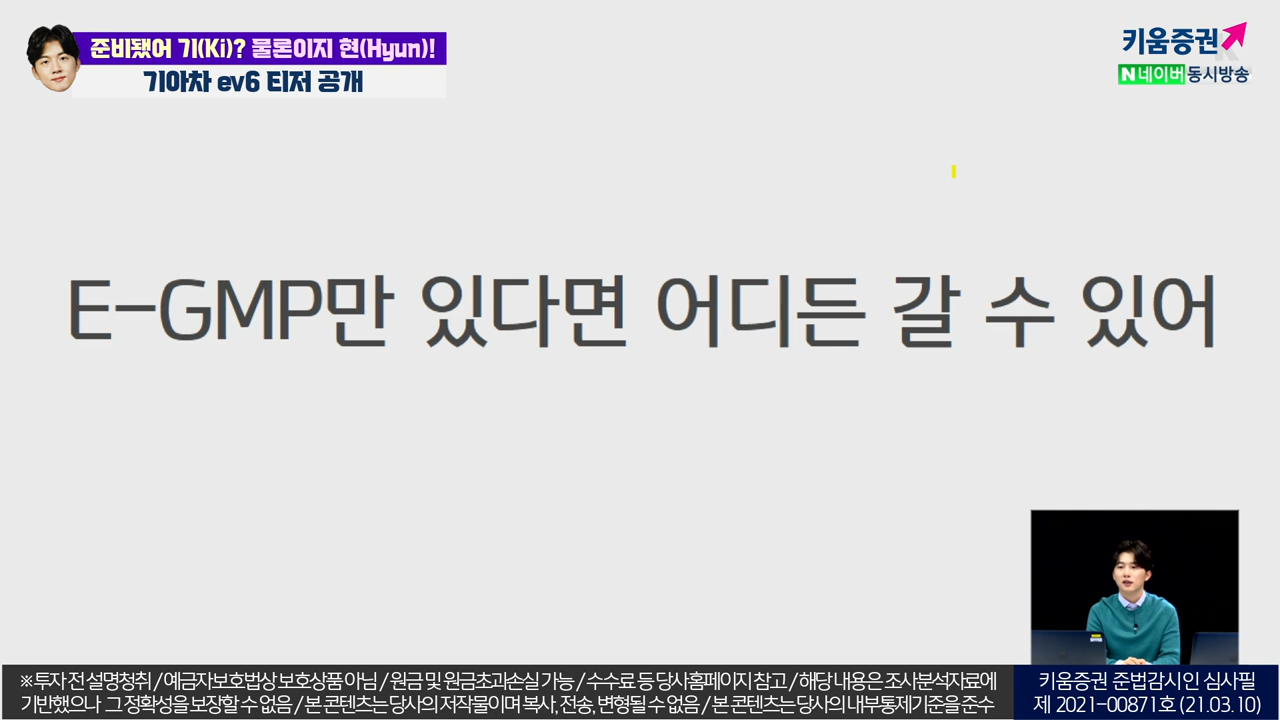 준비됐어 기(Ki)? 물론이지 현(Hyun)!
기아차 ev6 티저 공개
키움증권
N 네이버 동시방송
E-GMP만 있다면 어디든 갈 수 있어
※ 투자 전 설명청취 / 예금자보호법상 보호상품 아님 / 원금 및 원금초과손실 가능 / 수수료 등 당사홈페이지 참고 / 해당 내용은 조사분석자료에
기반했으나 그 정확성을 보장할 수 없음 / 본 콘텐츠는 당사의 저작물이며 복사, 전송, 변형될 수 없음 / 본 콘텐츠는 당사의 내부통제기준을 준수
키움증권 준법감시인 심사필
제 2021-00871호 (21.03.10)